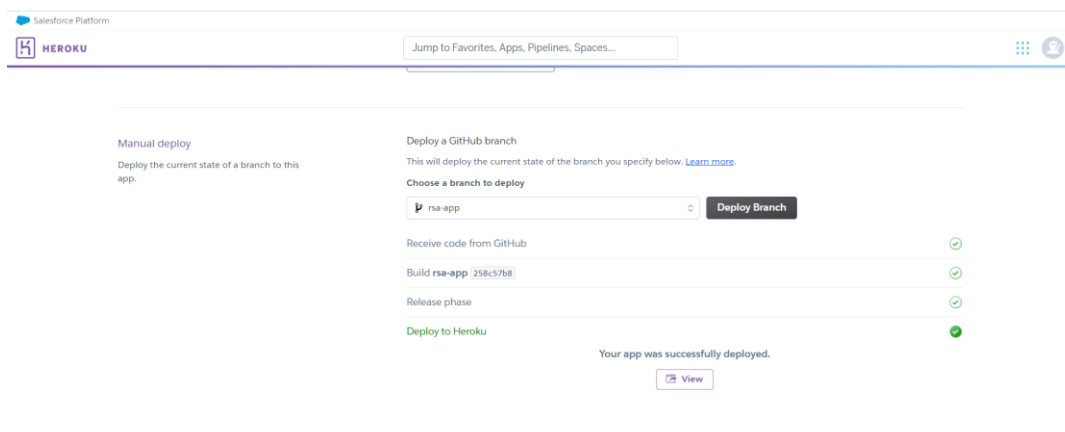 Salesforce Platform
HEROKU
Jump to Favorites, Apps, Pipelines, Spaces...
Manual deploy
Deploy the current state of a branch to this
app.
Deploy a GitHub branch
This will deploy the current state of the branch you specify below. Learn more.
Choose a branch to deploy
rsa-app
Deploy Branch
Receive code from GitHub
Build rsa-app 258c57b8
Release phase
Deploy to Heroku
Your app was successfully deployed.
View